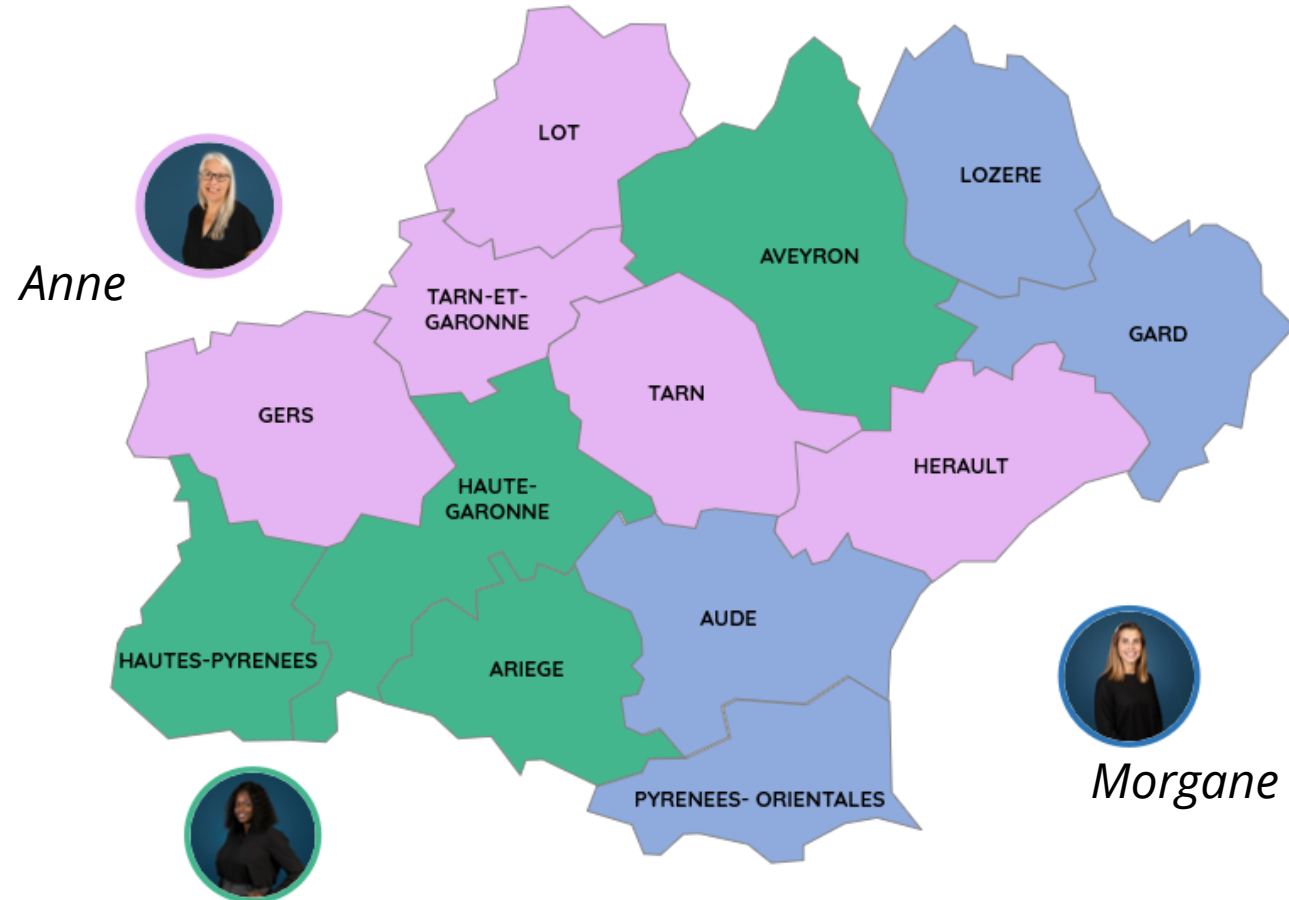 LOT
LOZERE
AVEYRON
Anne
TARN-ET-
GARONNE
GARD
TARN
GERS
HERAULT
HAUTE-
GARONNE
AUDE
HAUTES-PYRENEES
ARIEGE
Morgane
PYRENEES- ORIENTALES